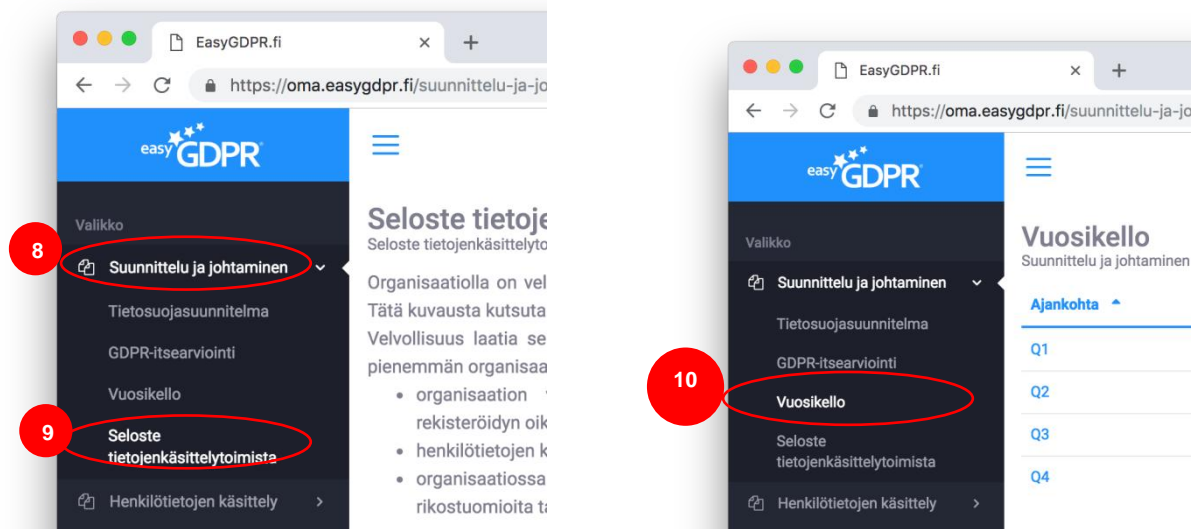 EasyGDPR.fi
https://oma.easygdpr.fi/suunnittelu-ja-jo
easy GDPR
Valikko
8
Suunnittelu ja johtaminen
Tietosuojasuunnitelma
GDPR-itsearviointi
Vuosikello
9
Seloste
tietojenkäsittelytoimista
Henkilötietojen käsittely
Seloste tietoje
Seloste tietojenkäsittelyto
Organisaatiolla on vel
Tätä kuvausta kutsuta
Velvollisuus laatia se
pienemmän organisaa
organisaation
rekisteröidyn oik
henkilötietojen k
organisaatiossa
rikostuomioita ta
EasyGDPR.fi
https://oma.easygdpr.fi/suunnittelu-ja-jo
easy GDPR
Valikko
Suunnittelu ja johtaminen
Tietosuojasuunnitelma
GDPR-itsearviointi
10
Vuosikello
Seloste
tietojenkäsittelytoimista
Henkilötietojen käsittely
Vuosikello
Suunnittelu ja johtaminen
Ajankohta
Q1
Q2
Q3
Q4